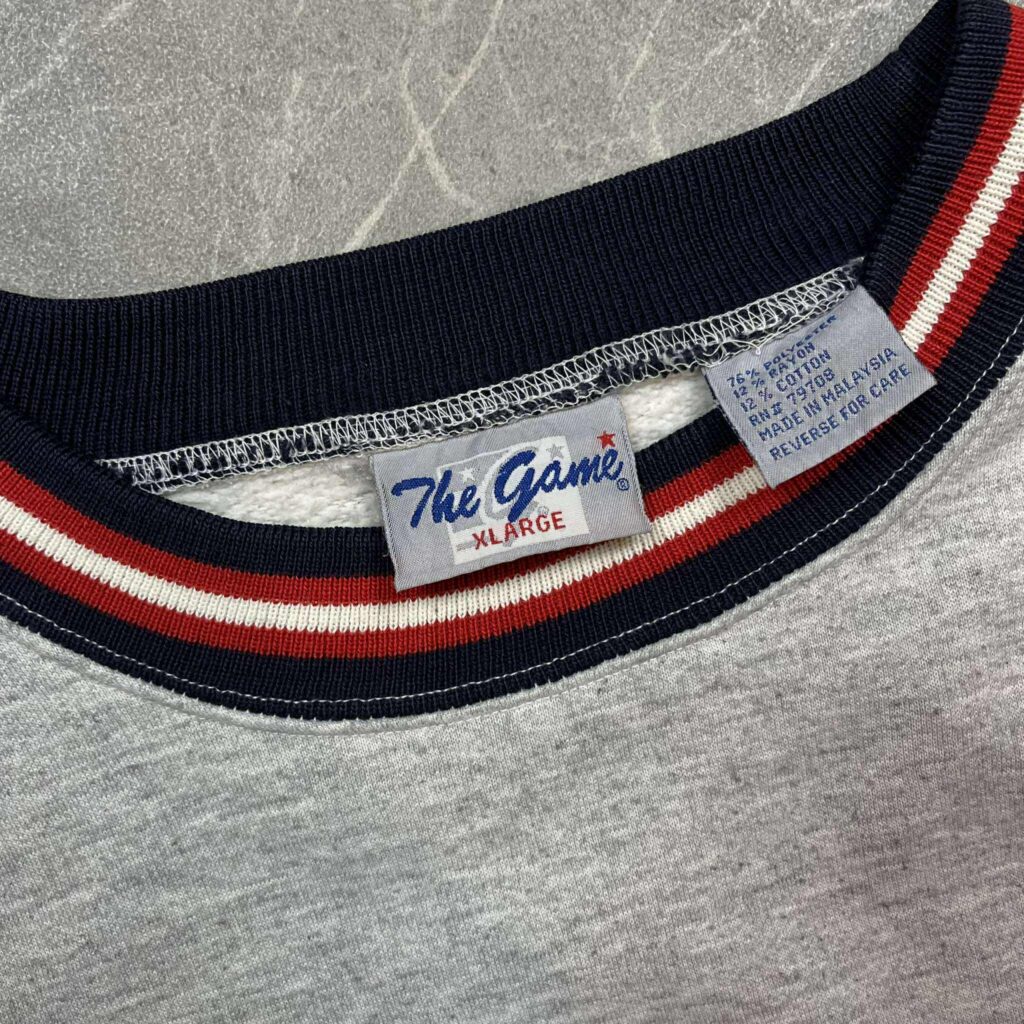 The Game®
XLARGE
76% POLYESTER
12% RAYON
12% COTTON
RN# 79708
MADE IN MALAYSIA
REVERSE FOR CARE